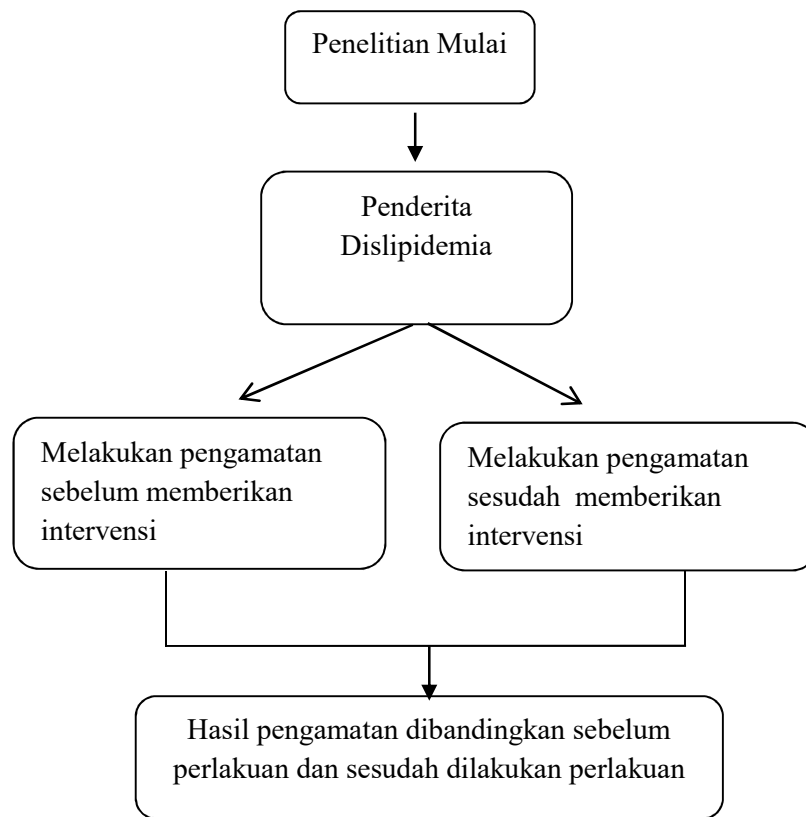 Penelitian Mulai
Penderita
Dislipidemia
Melakukan pengamatan
sebelum memberikan
intervensi
Melakukan pengamatan
sesudah memberikan
intervensi
Hasil pengamatan dibandingkan sebelum
perlakuan dan sesudah dilakukan perlakuan